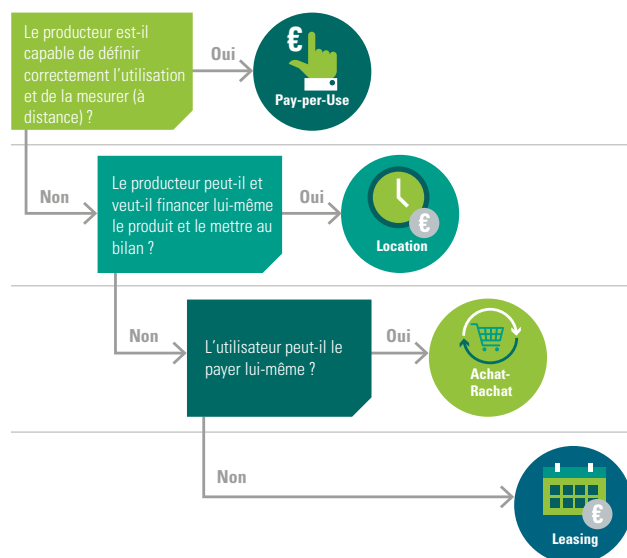 Le producteur est-il
capable de définir
correctement l'utilisation
et de la mesurer (à
distance) ?
Oui
€
Pay-per-Use
Non
Le producteur peut-il et
veut-il financer lui-même
le produit et le mettre au
bilan ?
Oui
€
Location
Non
L'utilisateur peut-il le
payer lui-même ?
Oui
Achat-
Rachat
Non
€
Leasing